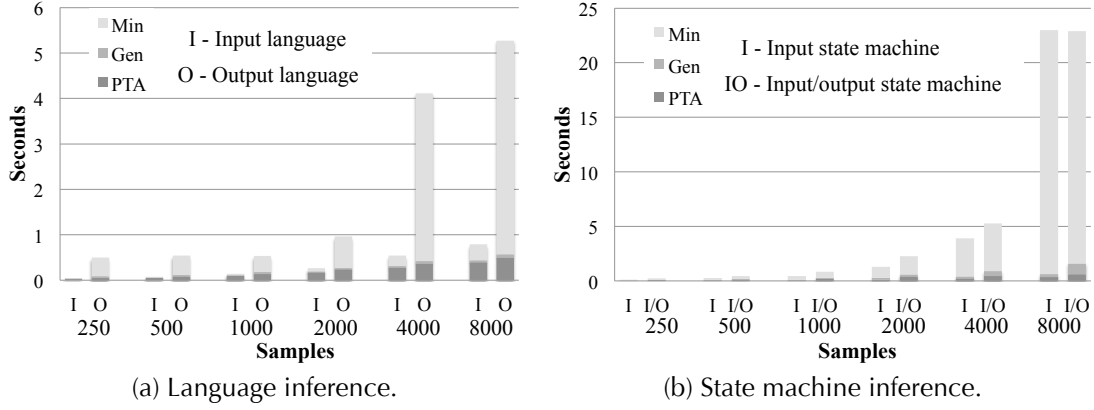 6
5
4
3
2
1
0
Seconds
Min
Gen
PTA
I - Input language
O - Output language
I O I O I O I O I O I O
250 500 1000 2000 4000 8000
Samples
(a) Language inference.
25
20
15
10
5
0
Seconds
Min
Gen
PTA
I - Input state machine
IO - Input/output state machine
I I/O I I/O I I/O I I/O I I/O I I/O
250 500 1000 2000 4000 8000
Samples
(b) State machine inference.